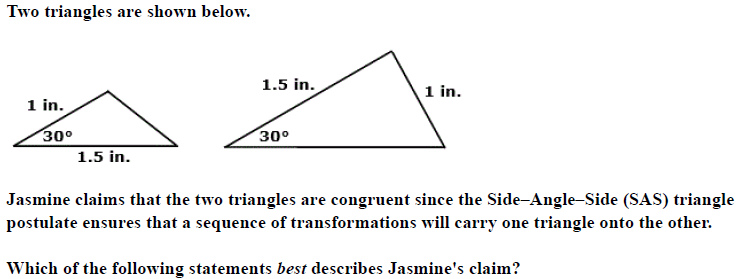 Two triangles are shown below.
1.5 in.
1 in.
1 in.
30°
30°
1.5 in.
Jasmine claims that the two triangles are congruent since the Side–Angle–Side (SAS) triangle
postulate ensures that a sequence of transformations will carry one triangle onto the other.
Which of the following statements best describes Jasmine's claim?